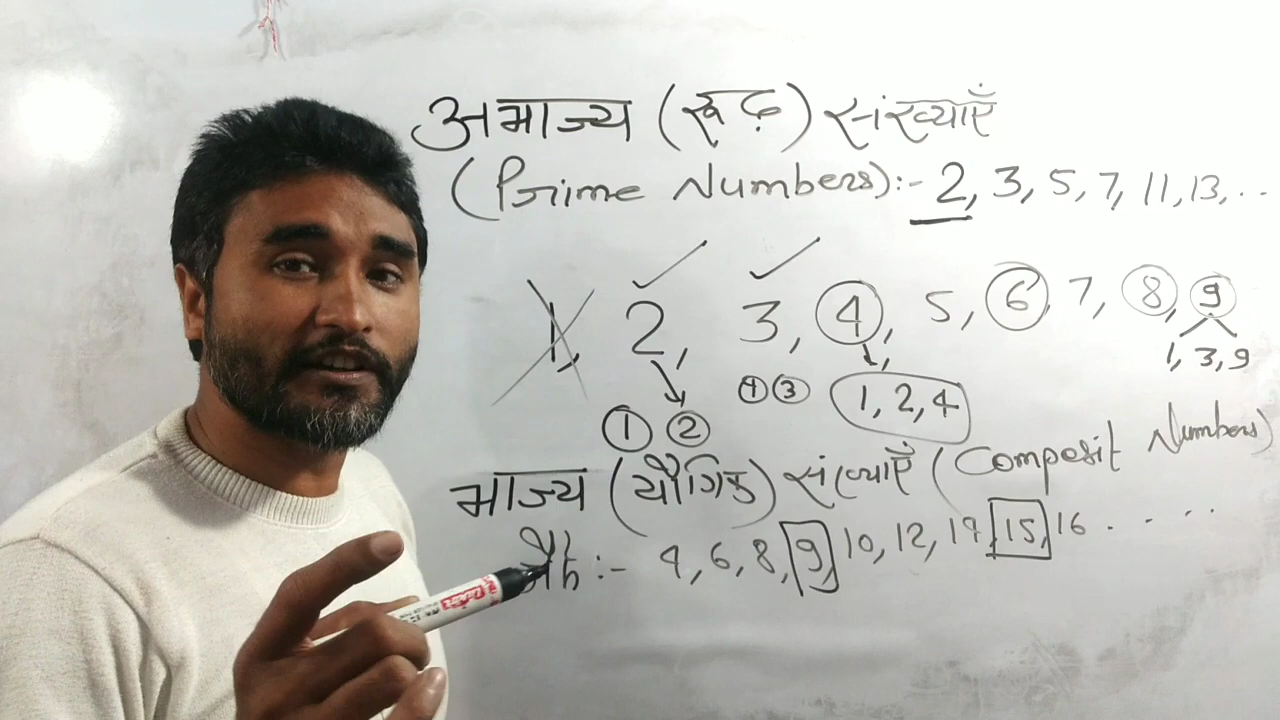 अभाज्य (रूढ़) संख्याएँ
(Prime Numbers):- 2, 3, 5, 7, 11, 13, ...
1, 2, 3, 4, 5, 6, 7, 8, 9
1, 3, 9
1 2 1 3 1, 2, 4
भाज्य (यौगिक) संख्याएँ (Composit Numbers)
जैसे :- 4, 6, 8, 9, 10, 12, 14, 15, 16 . . . .